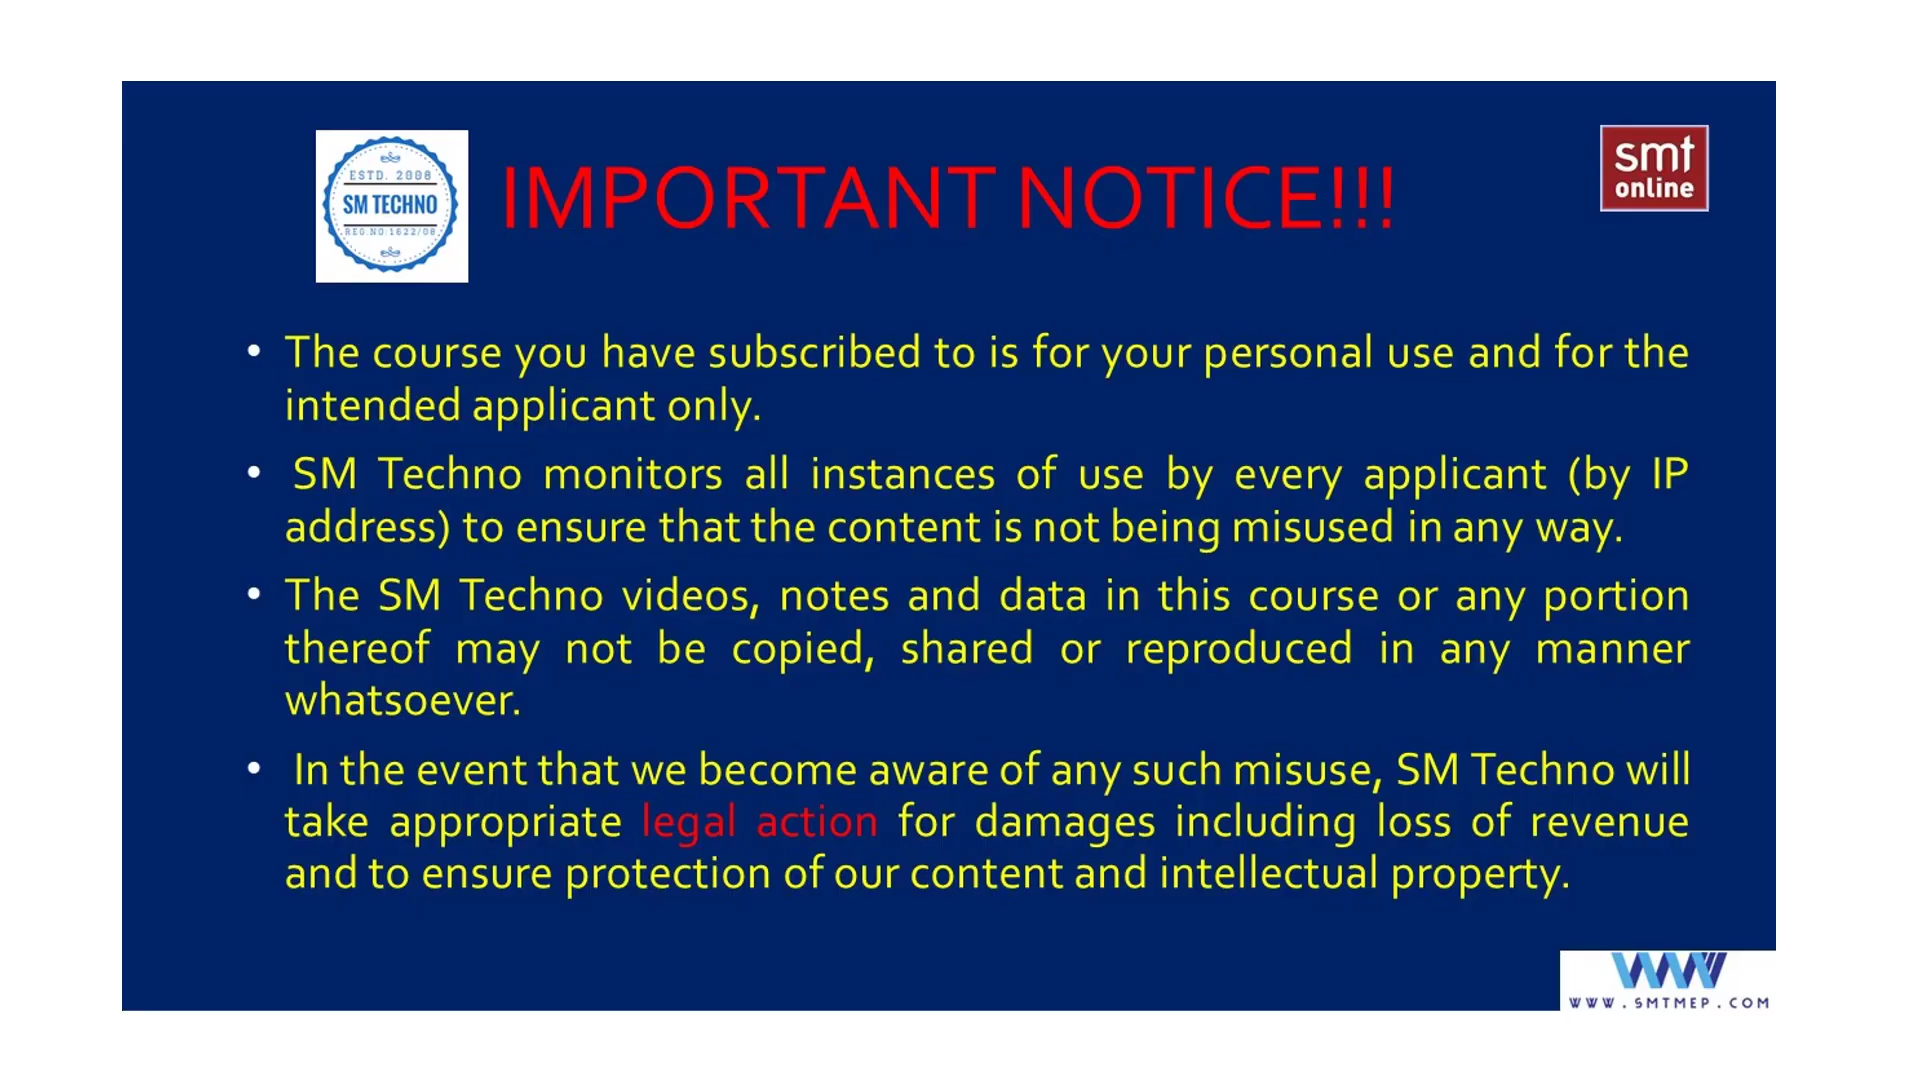 ESTD. 2008
SM TECHNO
REG.NO:1622/08
IMPORTANT NOTICE!!!
smt
online
• The course you have subscribed to is for your personal use and for the
intended applicant only.
• SM Techno monitors all instances of use by every applicant (by IP
address) to ensure that the content is not being misused in any way.
• The SM Techno videos, notes and data in this course or any portion
thereof may not be copied, shared or reproduced in any manner
whatsoever.
• In the event that we become aware of any such misuse, SM Techno will
take appropriate legal action for damages including loss of revenue
and to ensure protection of our content and intellectual property.
WWW.SMTMEP.COM